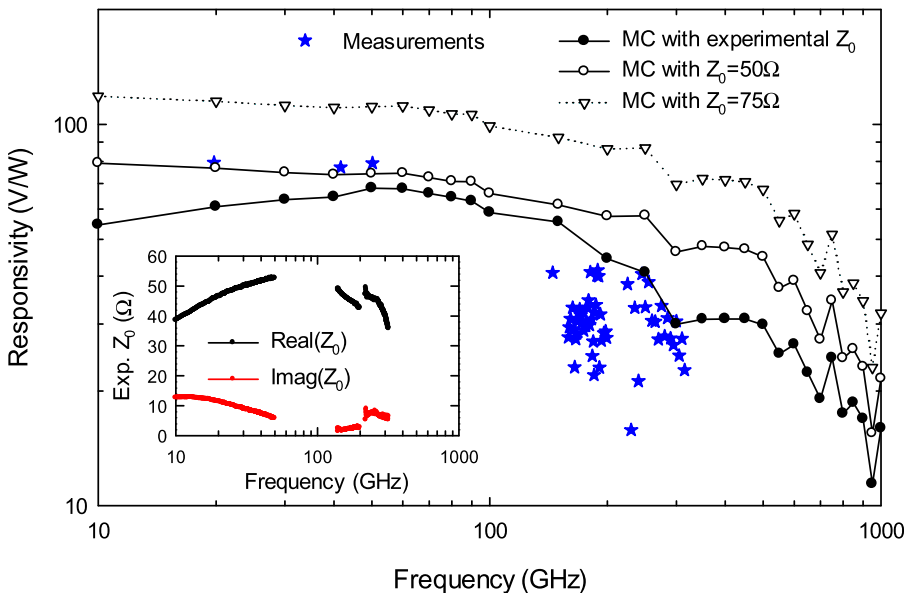 Measurements
MC with experimental Z₀
MC with Z₀=50Ω
MC with Z₀=75Ω
Responsivity (V/W)
100
10
10
100
1000
Frequency (GHz)
Exp. Z₀ (Ω)
60
50
40
30
20
10
0
Real(Z₀)
Imag(Z₀)
10
100
1000
Frequency (GHz)